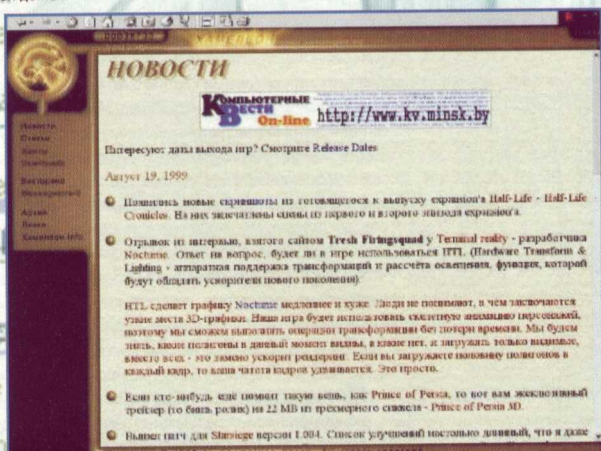 НОВОСТИ
КОМПЬЮТЕРНЫЕ
ВЕСТИ
On-line http://www.kv.minsk.by
Интересуют даты выхода игр? Смотрите Release Dates
Август 19, 1999
Появились новые скриншоты из готовящегося к выпуску expansion'а Half-Life - Half-Life
Cronicles. На них запечатлены сцены из первого и второго эпизода expansion'а.
Отрывок из интервью, взятого сайтом Tresh Firingsquad у Terminal reality - разработчика
Nocturne. Ответ на вопрос, будет ли в игре использоваться HTL (Hardware Transform &
Lighting - аппаратная поддержка трансформаций и рассчёта освещения, функция, которой
будут обладать ускорители нового поколения):
HTL сделает графику Nocturne медленнее и хуже. Люди не понимают, в чем заключаются
узкие места 3D-графики. Наша игра будет использовать скелетную анимацию персонажей,
поэтому мы сможем выполнить операции трансформации без потери времени. Мы будем
знать, какие полигоны в данный момент видны, а какие нет, и загружать только видимые,
вместо всех - это заметно ускорит рендеринг. Если вы загружаете половину полигонов в
каждый кадр, то ваша частота кадров удваивается. Это просто.
Если кто-нибудь ещё помнит такую вещь, как Prince of Persia, то вот вам эксклюзивный
трейлер (то бишь ролик) на 22 MB из трехмерного сиквела - Prince of Persia 3D.
Вышел патч для Starsiege версии 1.004. Список улучшений настолько длинный, что я даже
Новости
Статьи
Архив